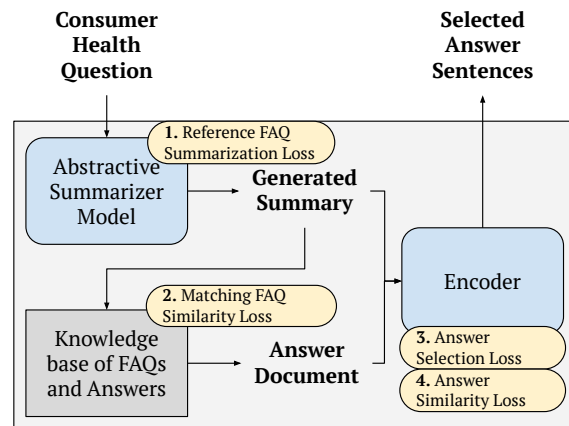 Consumer
Health
Question
Selected
Answer
Sentences
1. Reference FAQ
Summarization Loss
Abstractive
Summarizer
Model
Generated
Summary
Encoder
2. Matching FAQ
Similarity Loss
Knowledge
base of FAQs
and Answers
Answer
Document
3. Answer
Selection Loss
4. Answer
Similarity Loss